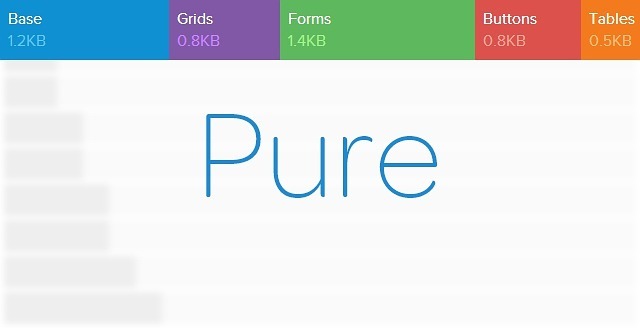 Base Grids Forms Buttons Tables
1.2KB 0.8KB 1.4KB 0.8KB 0.5KB
Pure